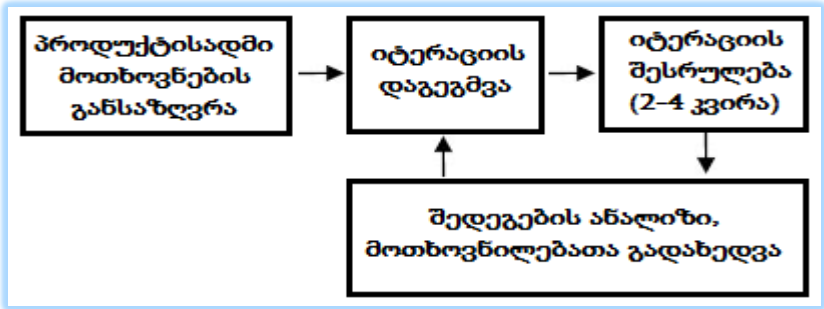 პროდუქტისადმი
მოთხოვნების
განსაზღვრა
იტერაციის
დაგეგმვა
იტერაციის
შესრულება
(2-4 კვირა)
შედეგების ანალიზი,
მოთხოვნილებათა გადახედვა